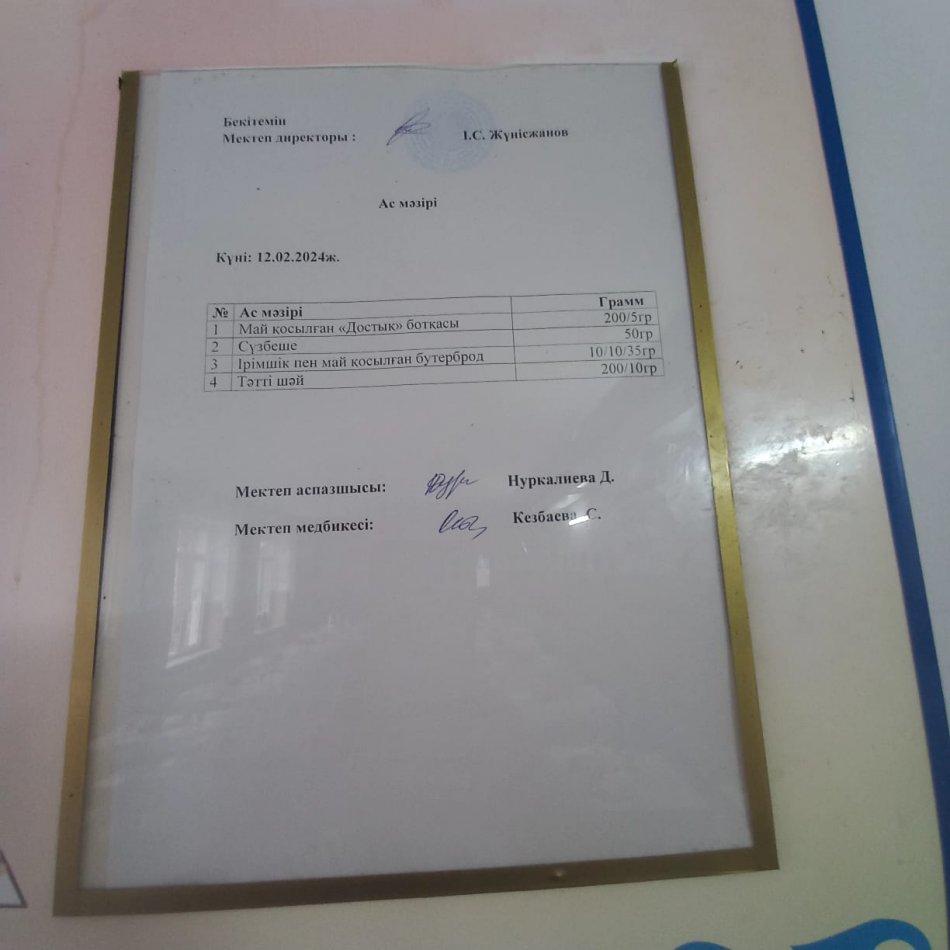 Бекітемін
Мектеп директоры : І.С. Жүнісжанов
Ас мәзірі
Күні: 12.02.2024ж.
№ Ас мәзірі Грамм
1 Май қосылған «Достық» ботқасы 200/5гр
2 Сүзбеше 50гр
3 Ірімшік пен май қосылған бутерброд 10/10/35гр
4 Тәтті шәй 200/10гр
Мектеп аспазшысы: Нуркалиева Д.
Мектеп медбикесі: Кезбаева С.